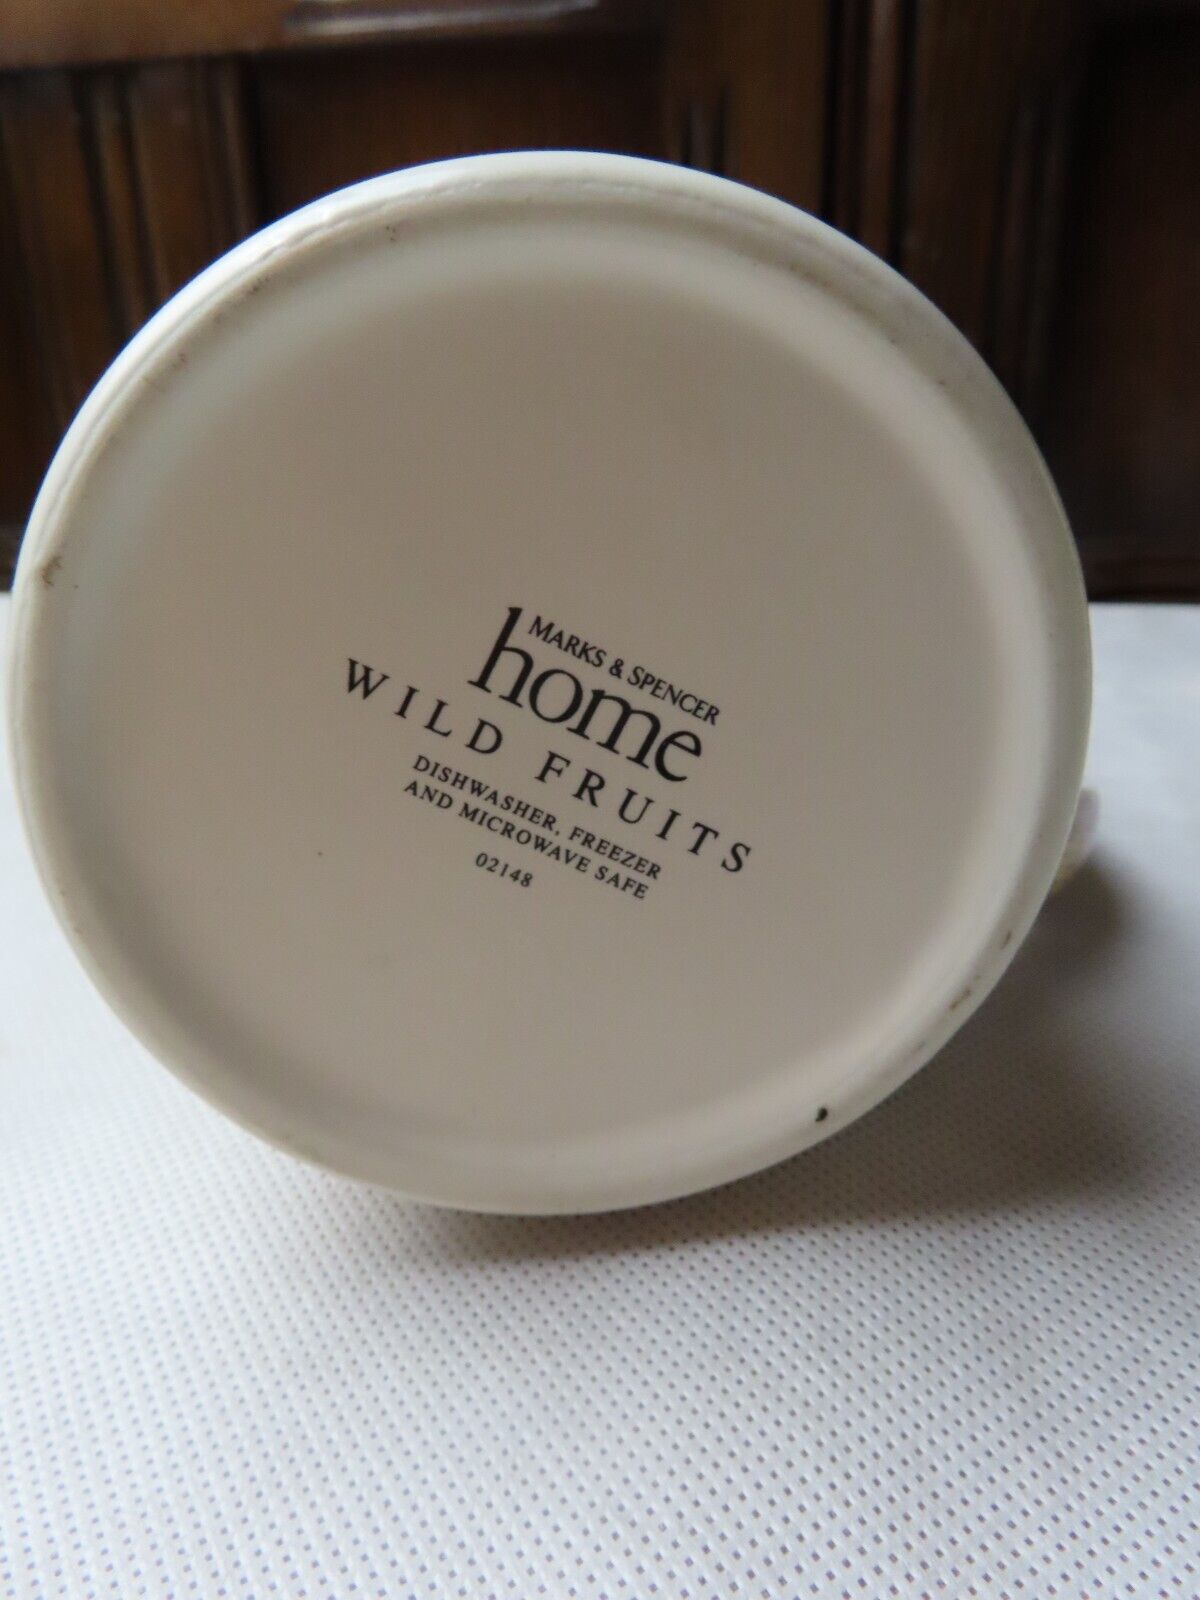 MARKS & SPENCER
home
WILD FRUITS
DISHWASHER, FREEZER
AND MICROWAVE SAFE
02148